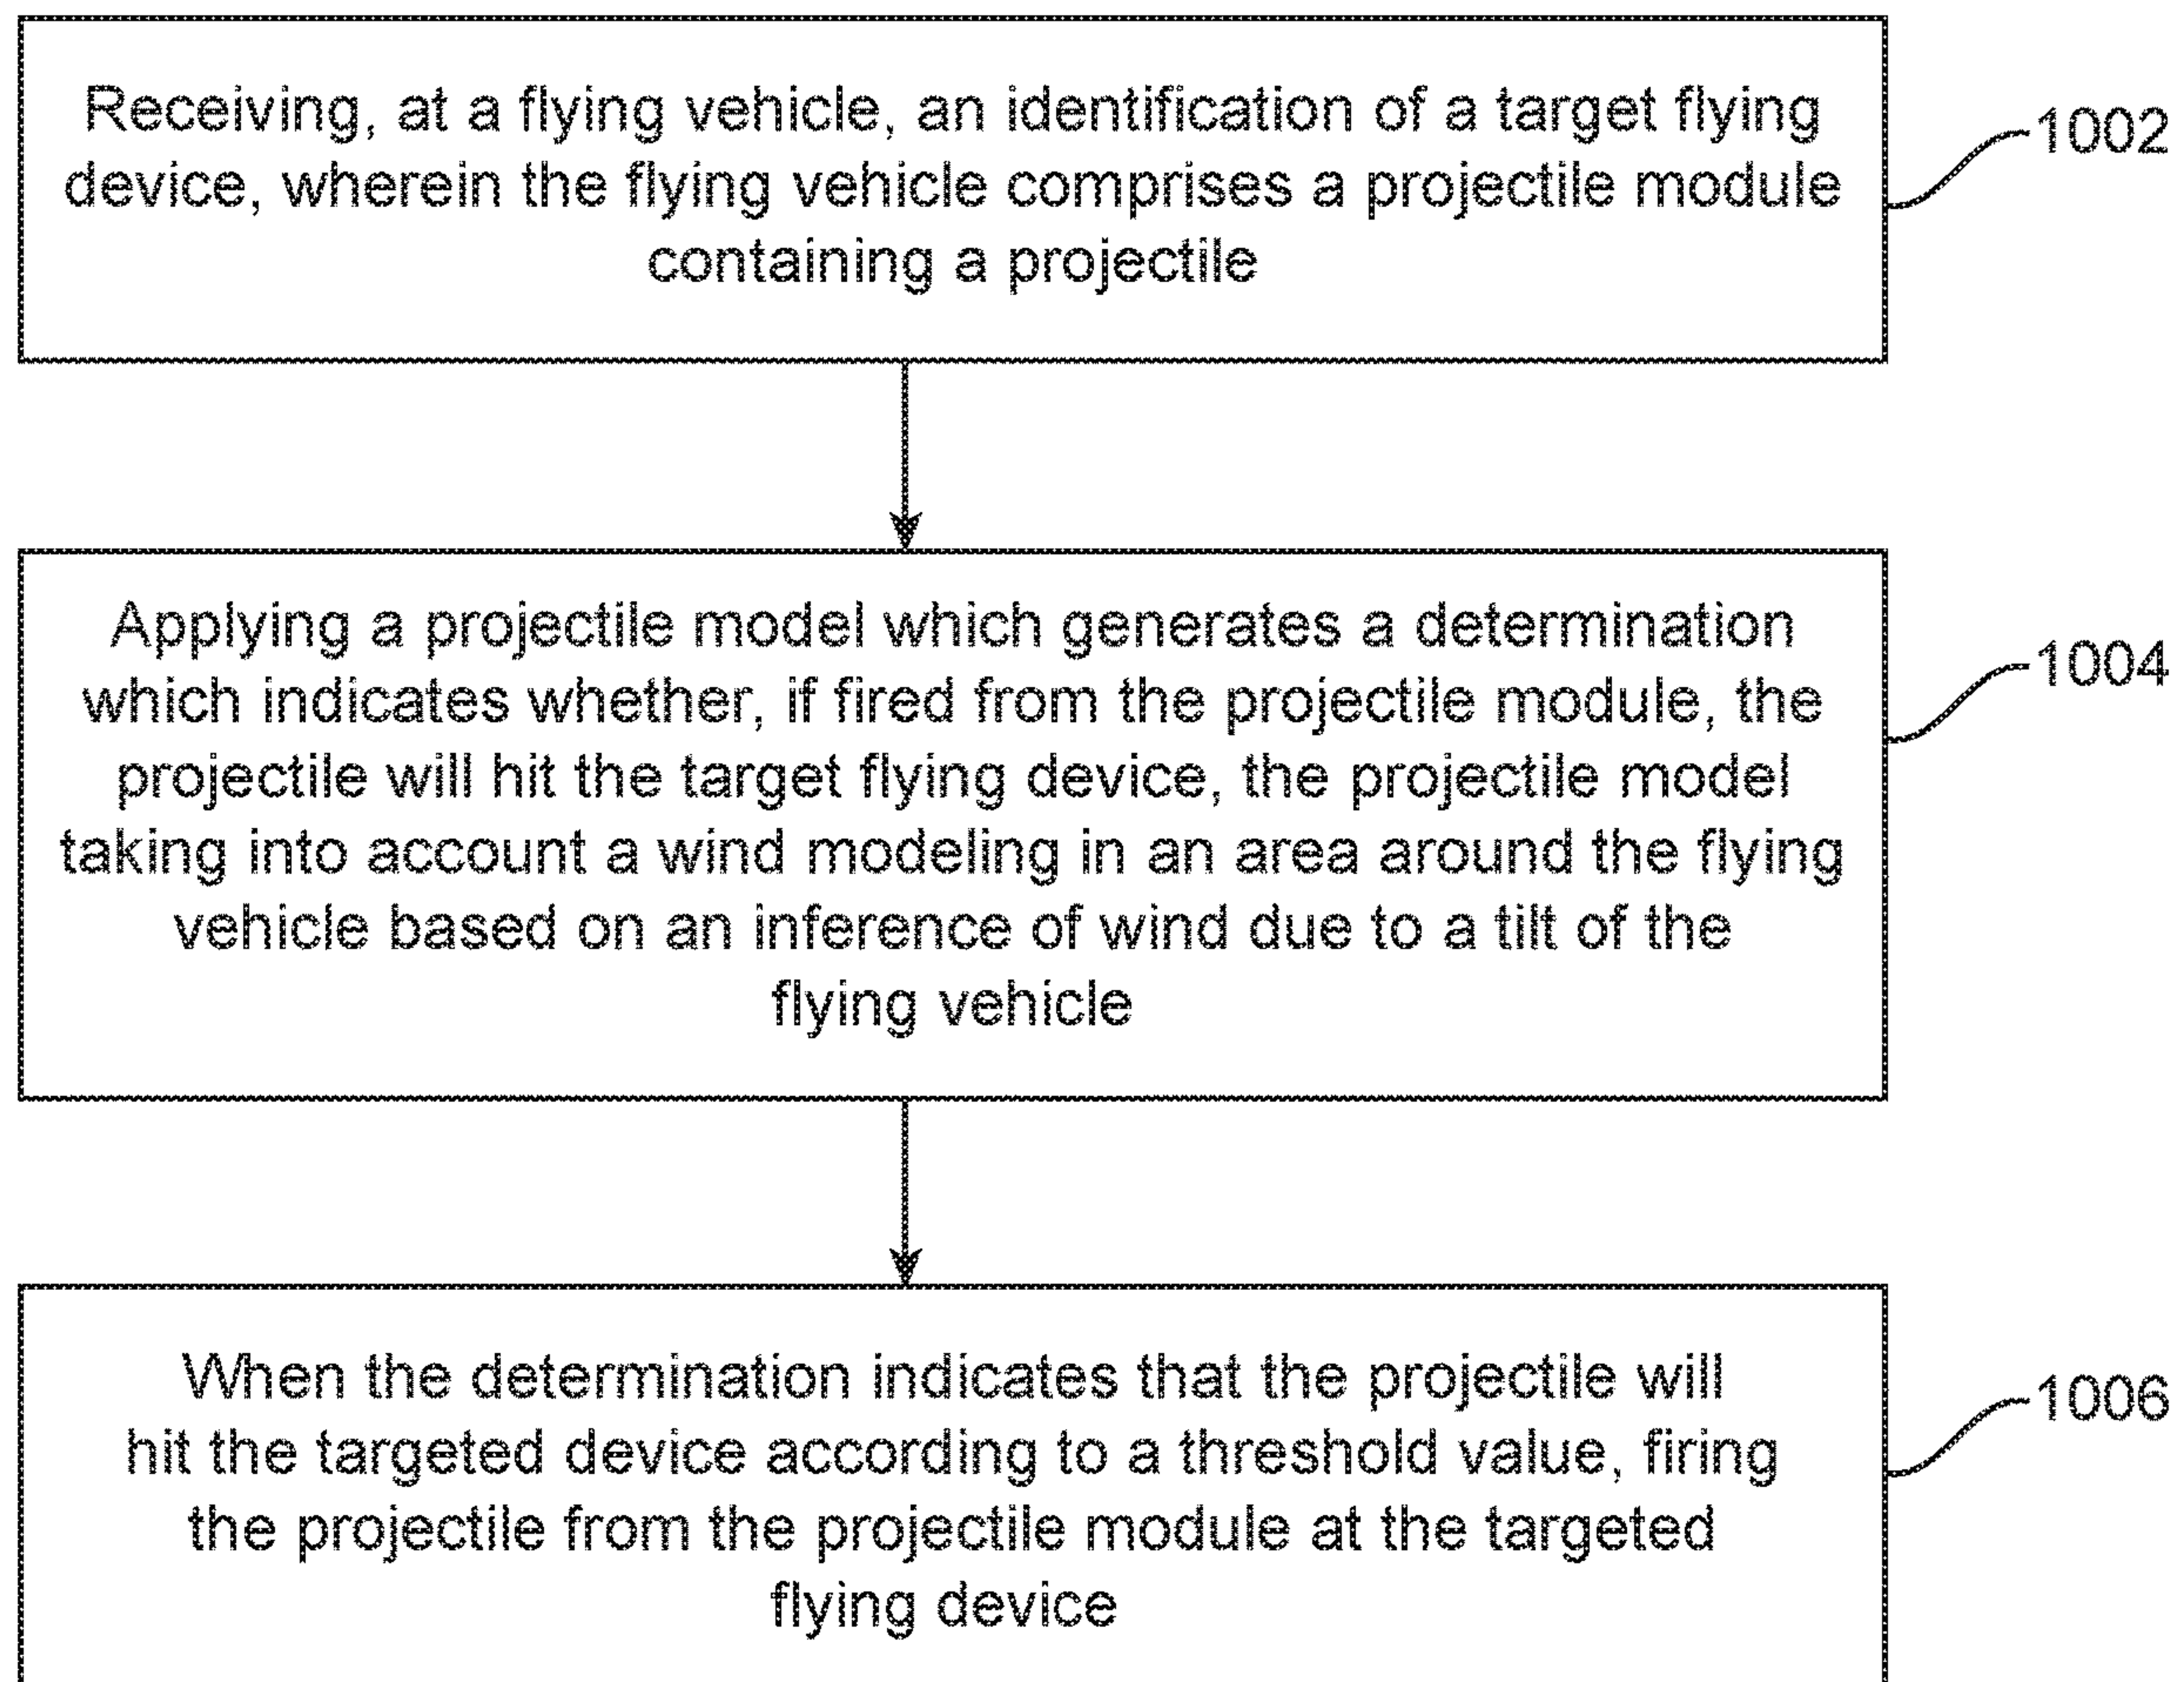 Receiving, at a flying vehicle, an identification of a target flying
device, wherein the flying vehicle comprises a projectile module
containing a projectile
1002
Applying a projectile model which generates a determination
which indicates whether, if fired from the projectile module, the
projectile will hit the target flying device, the projectile model
taking into account a wind modeling in an area around the flying
vehicle based on an inference of wind due to a tilt of the
flying vehicle
1004
When the determination indicates that the projectile will
hit the targeted device according to a threshold value, firing
the projectile from the projectile module at the targeted
flying device
1006